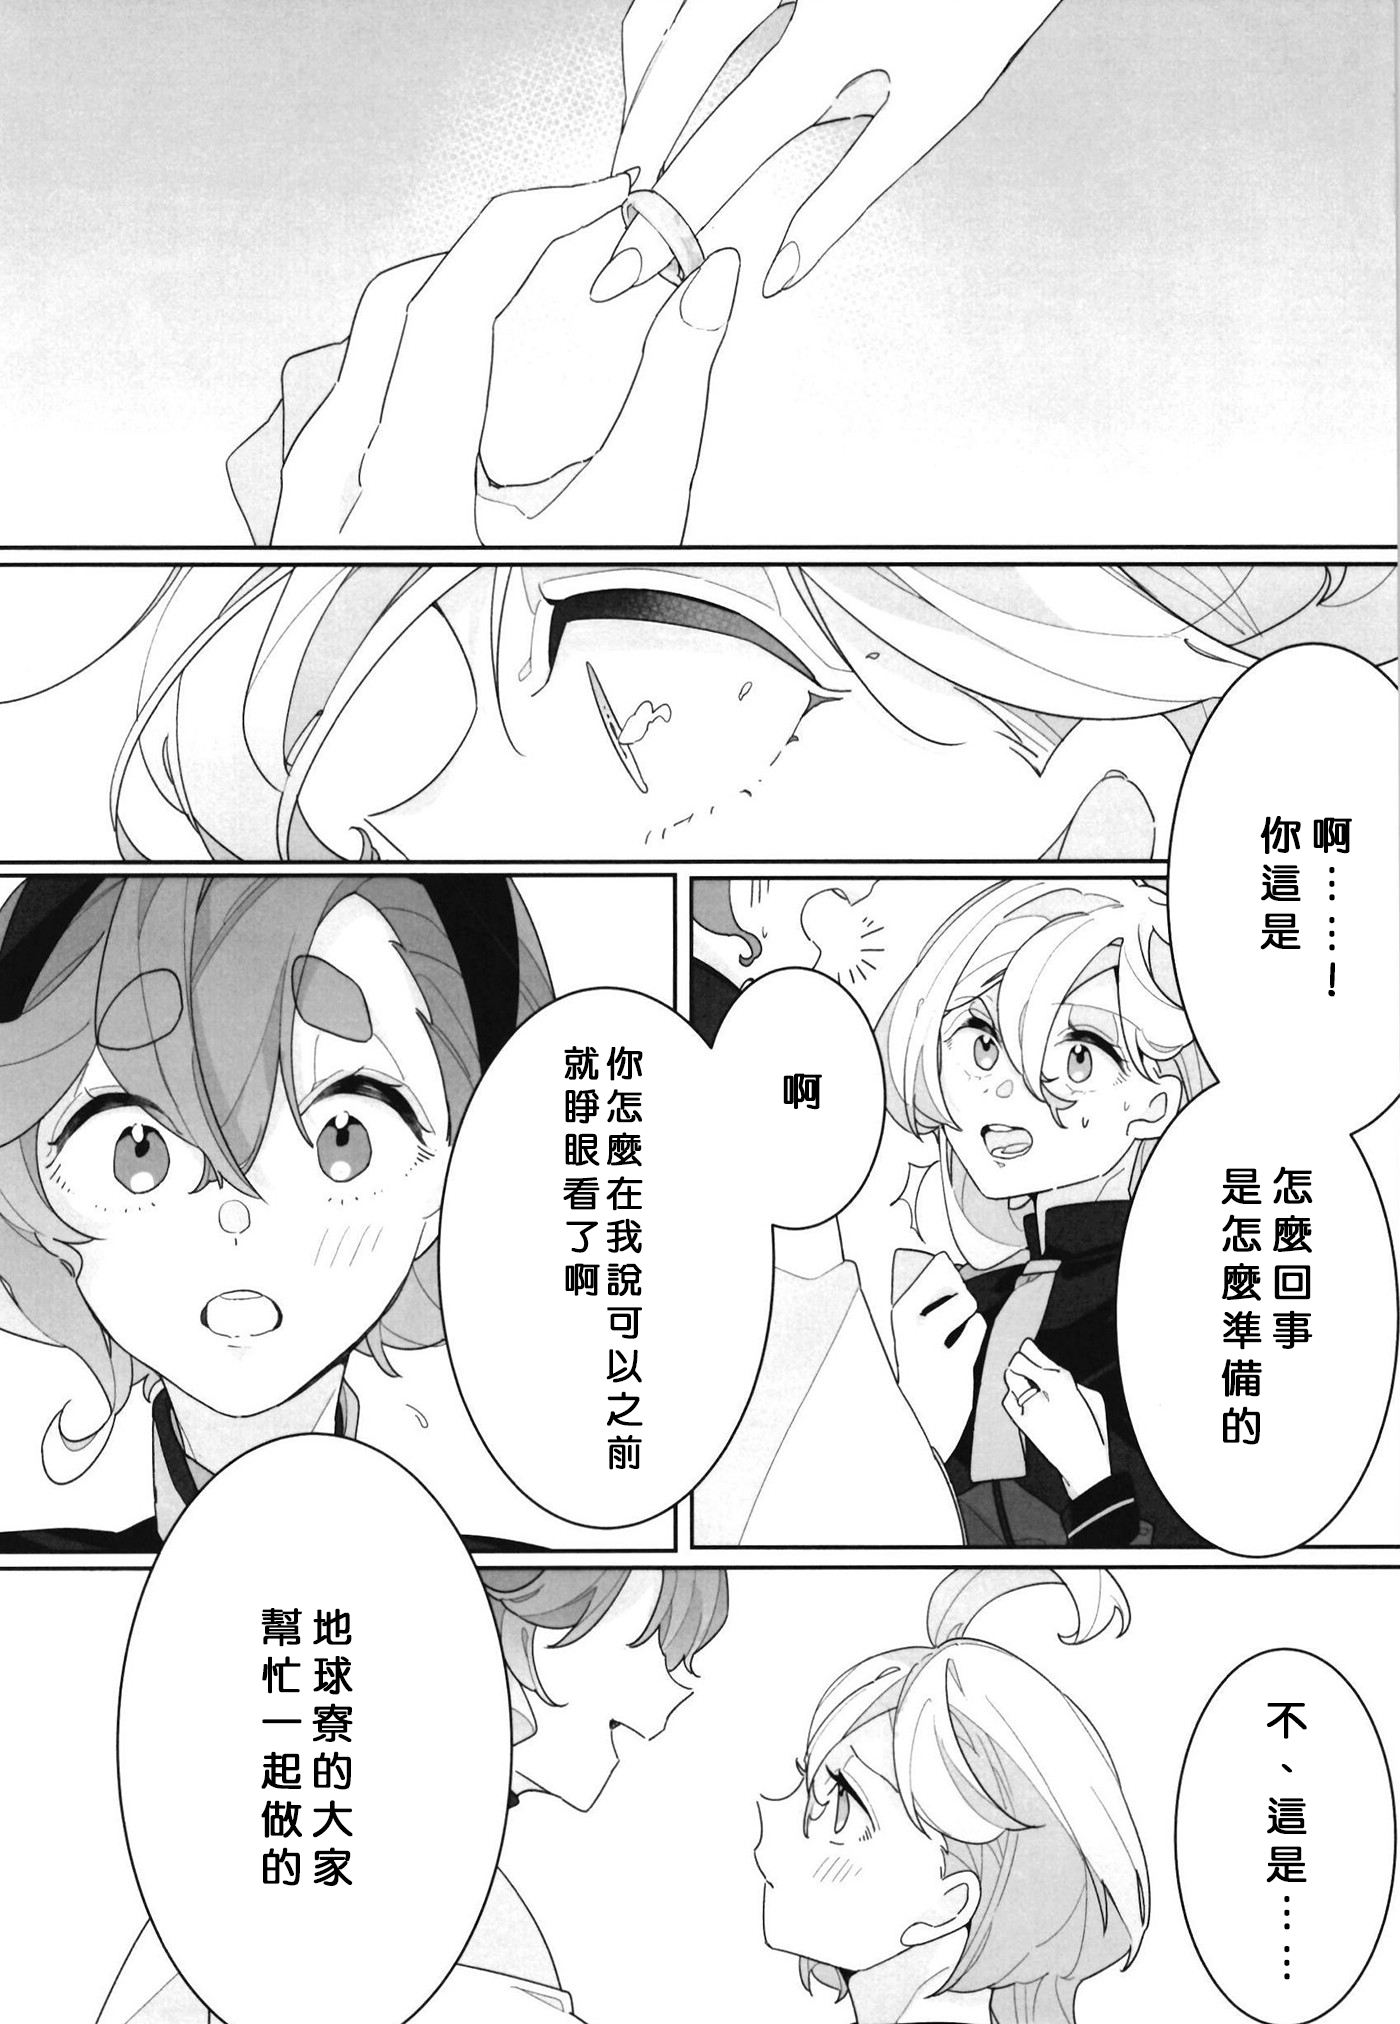 啊……!
你這是
怎麼回事
是怎麼準備的
啊
你怎麼在我說可以之前
就睜眼看了啊
不、這是……
地球寮的大家
幫忙一起做的